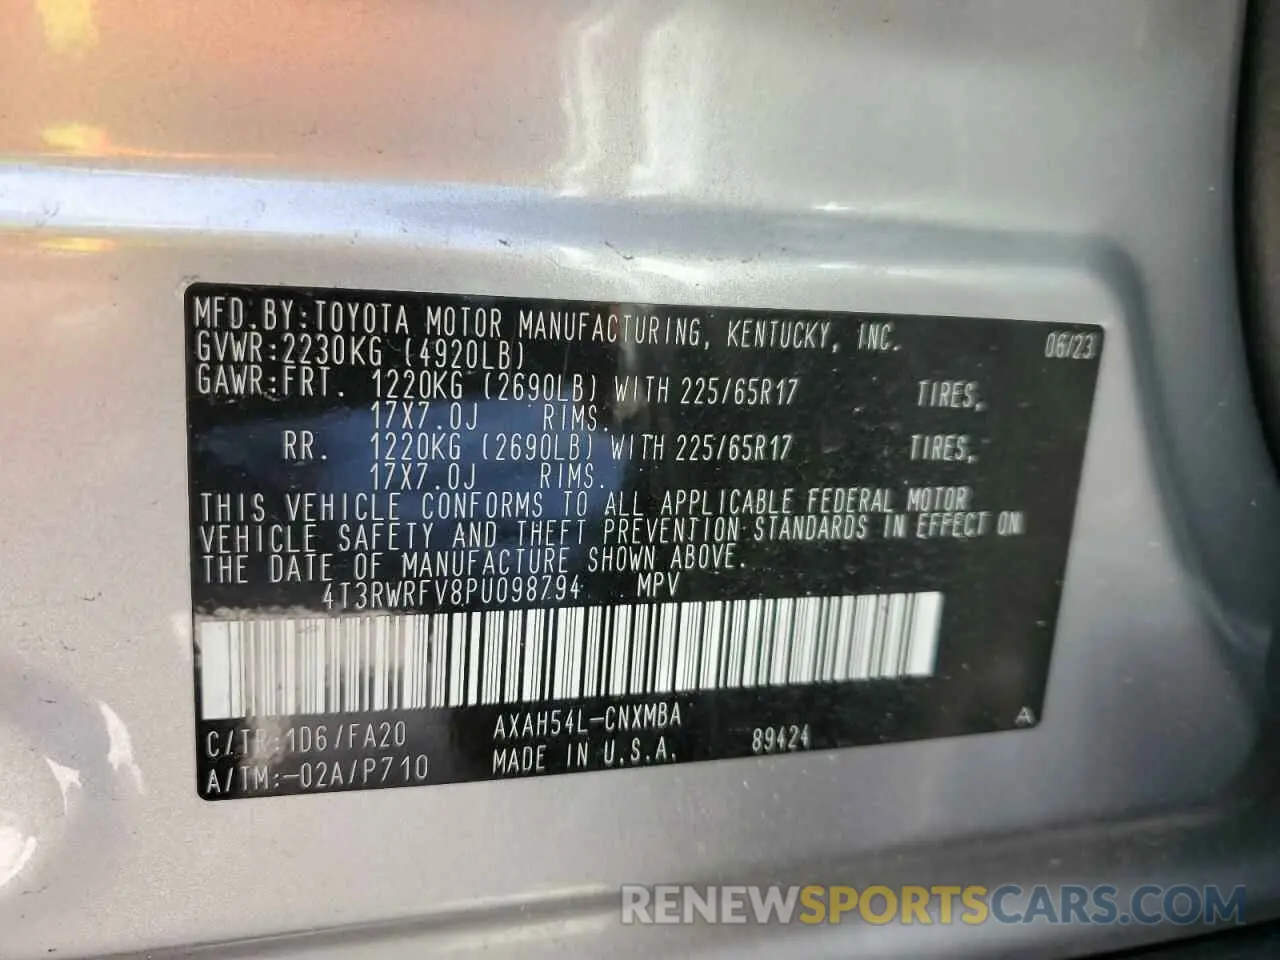 MFD.BY:TOYOTA MOTOR MANUFACTURING, KENTUCKY, INC. 06/23
GVWR:2230KG (4920LB)
GAWR:FRT. 1220KG (2690LB) WITH 225/65R17 TIRES,
17X7.0J RIMS.
RR. 1220KG (2690LB) WITH 225/65R17 TIRES,
17X7.0J RIMS.
THIS VEHICLE CONFORMS TO ALL APPLICABLE FEDERAL MOTOR
VEHICLE SAFETY AND THEFT PREVENTION STANDARDS IN EFFECT ON
THE DATE OF MANUFACTURE SHOWN ABOVE.
4T3RWRFV8PU098794 MPV
C/TR:1D6/FA20 AXAH54L-CNXMBA A
A/TM:-02A/P710 MADE IN U.S.A. 89424
RENEWSPORTSCARS.COM